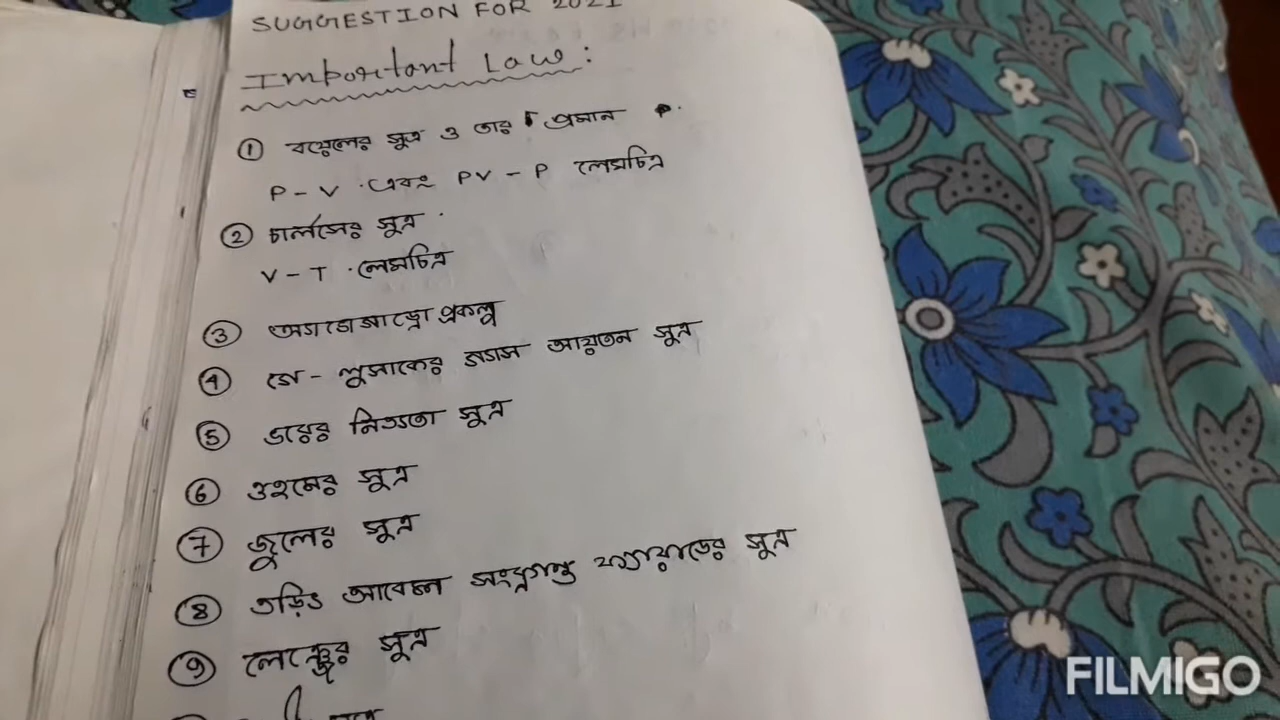 SUGGESTION FOR 2021
Important Law :
① বয়েলের সূত্র ও তার প্রমান
P - V এবং PV - P লেখচিত্র
② চার্লসের সূত্র
V - T লেখচিত্র
③ অ্যাভোগাড্রো প্রকল্প
④ গে - লুসাকের গ্যাস আয়তন সূত্র
⑤ ভরের নিত্যতা সূত্র
⑥ ওহমের সূত্র
⑦ জুলের সূত্র
⑧ তড়িৎ আবেশ সংক্রান্ত ফ্যারাডের সূত্র
⑨ লেঞ্জের সূত্র
FILMIGO